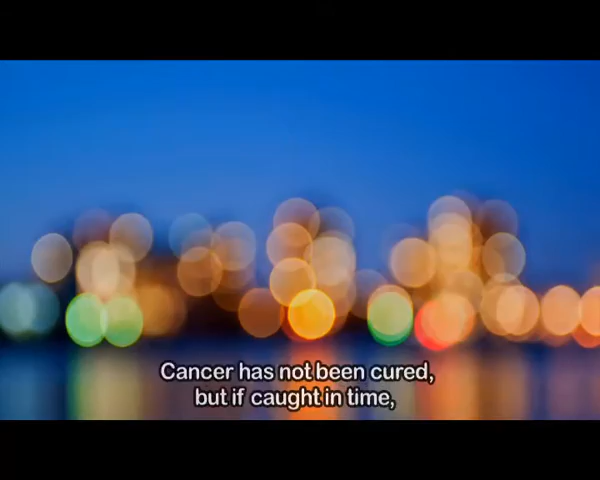 Cancer has not been cured,
but if caught in time,